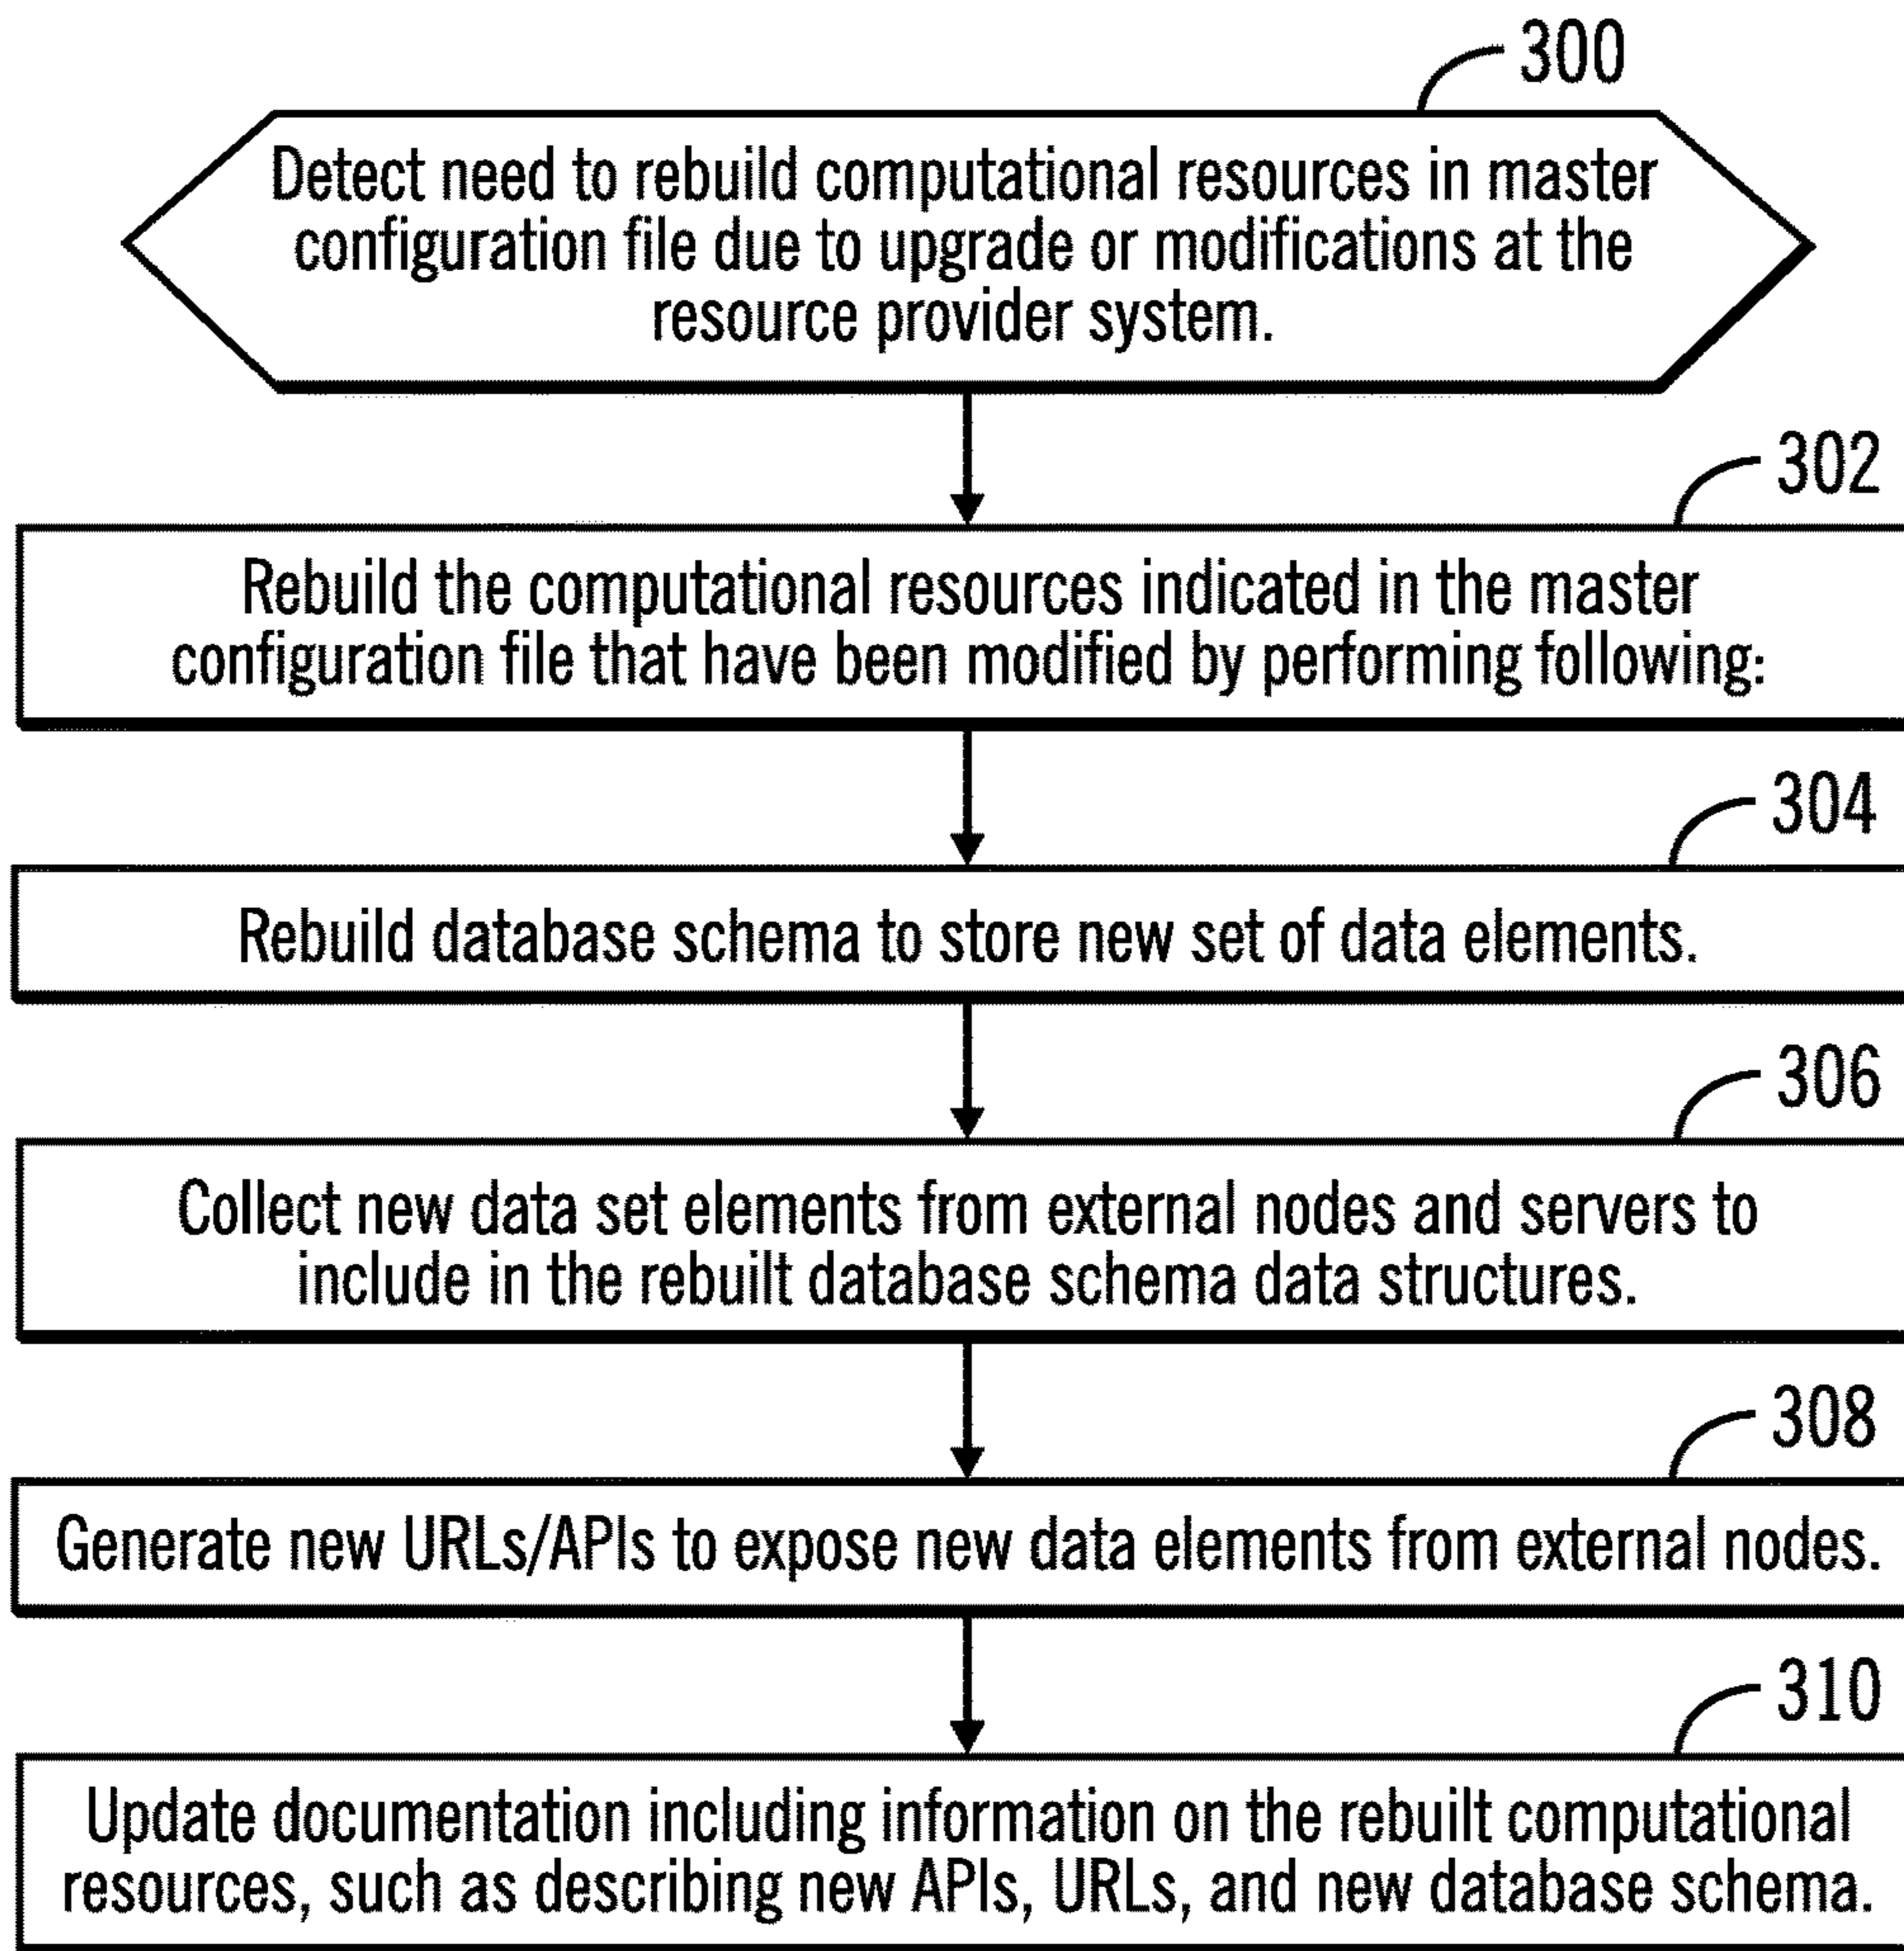 300
Detect need to rebuild computational resources in master
configuration file due to upgrade or modifications at the
resource provider system.
302
Rebuild the computational resources indicated in the master
configuration file that have been modified by performing following:
304
Rebuild database schema to store new set of data elements.
306
Collect new data set elements from external nodes and servers to
include in the rebuilt database schema data structures.
308
Generate new URLs/APIs to expose new data elements from external nodes.
310
Update documentation including information on the rebuilt computational
resources, such as describing new APIs, URLs, and new database schema.